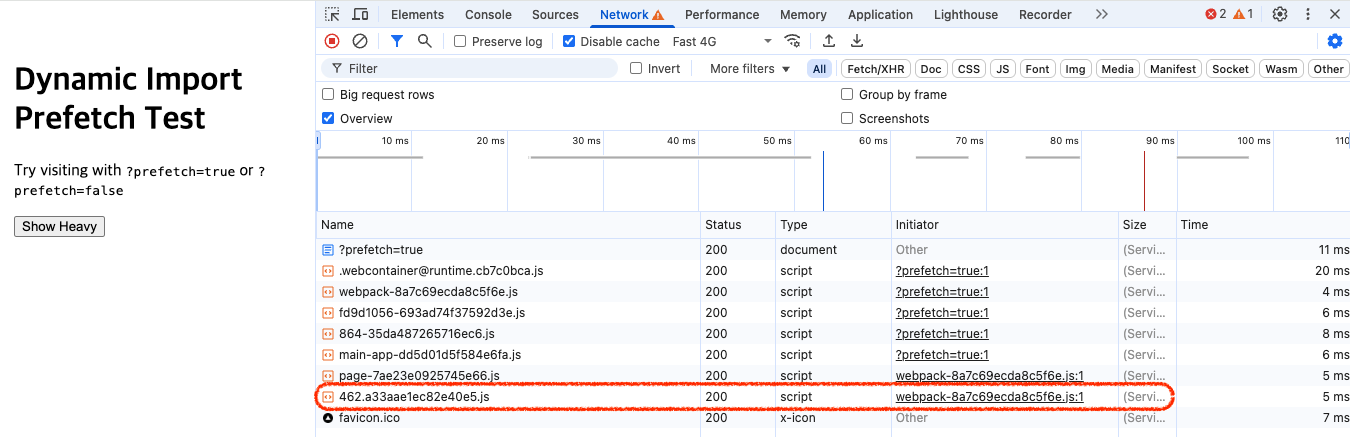 Elements Console Sources Network Performance Memory Application Lighthouse Recorder 2 1
Preserve log Disable cache Fast 4G
Filter Invert More filters All Fetch/XHR Doc CSS JS Font Img Media Manifest Socket Wasm Other
Big request rows Group by frame
Overview Screenshots
10 ms 20 ms 30 ms 40 ms 50 ms 60 ms 70 ms 80 ms 90 ms 100 ms 110
Dynamic Import
Prefetch Test
Try visiting with ?prefetch=true or ?
prefetch=false
Show Heavy
Name Status Type Initiator Size Time
?prefetch=true 200 document Other (Servi... 11 ms
.webcontainer@runtime.cb7c0bca.js 200 script ?prefetch=true:1 (Servi... 20 ms
webpack-8a7c69ecda8c5f6e.js 200 script ?prefetch=true:1 (Servi... 4 ms
fd9d1056-693ad74f37592d3e.js 200 script ?prefetch=true:1 (Servi... 6 ms
864-35da487265716ec6.js 200 script ?prefetch=true:1 (Servi... 8 ms
main-app-dd5d01d5f584e6fa.js 200 script ?prefetch=true:1 (Servi... 6 ms
page-7ae23e0925745e66.js 200 script webpack-8a7c69ecda8c5f6e.js:1 (Servi... 5 ms
462.a33aae1ec82e40e5.js 200 script webpack-8a7c69ecda8c5f6e.js:1 (Servi... 5 ms
favicon.ico 200 x-icon Other (Servi... 7 ms